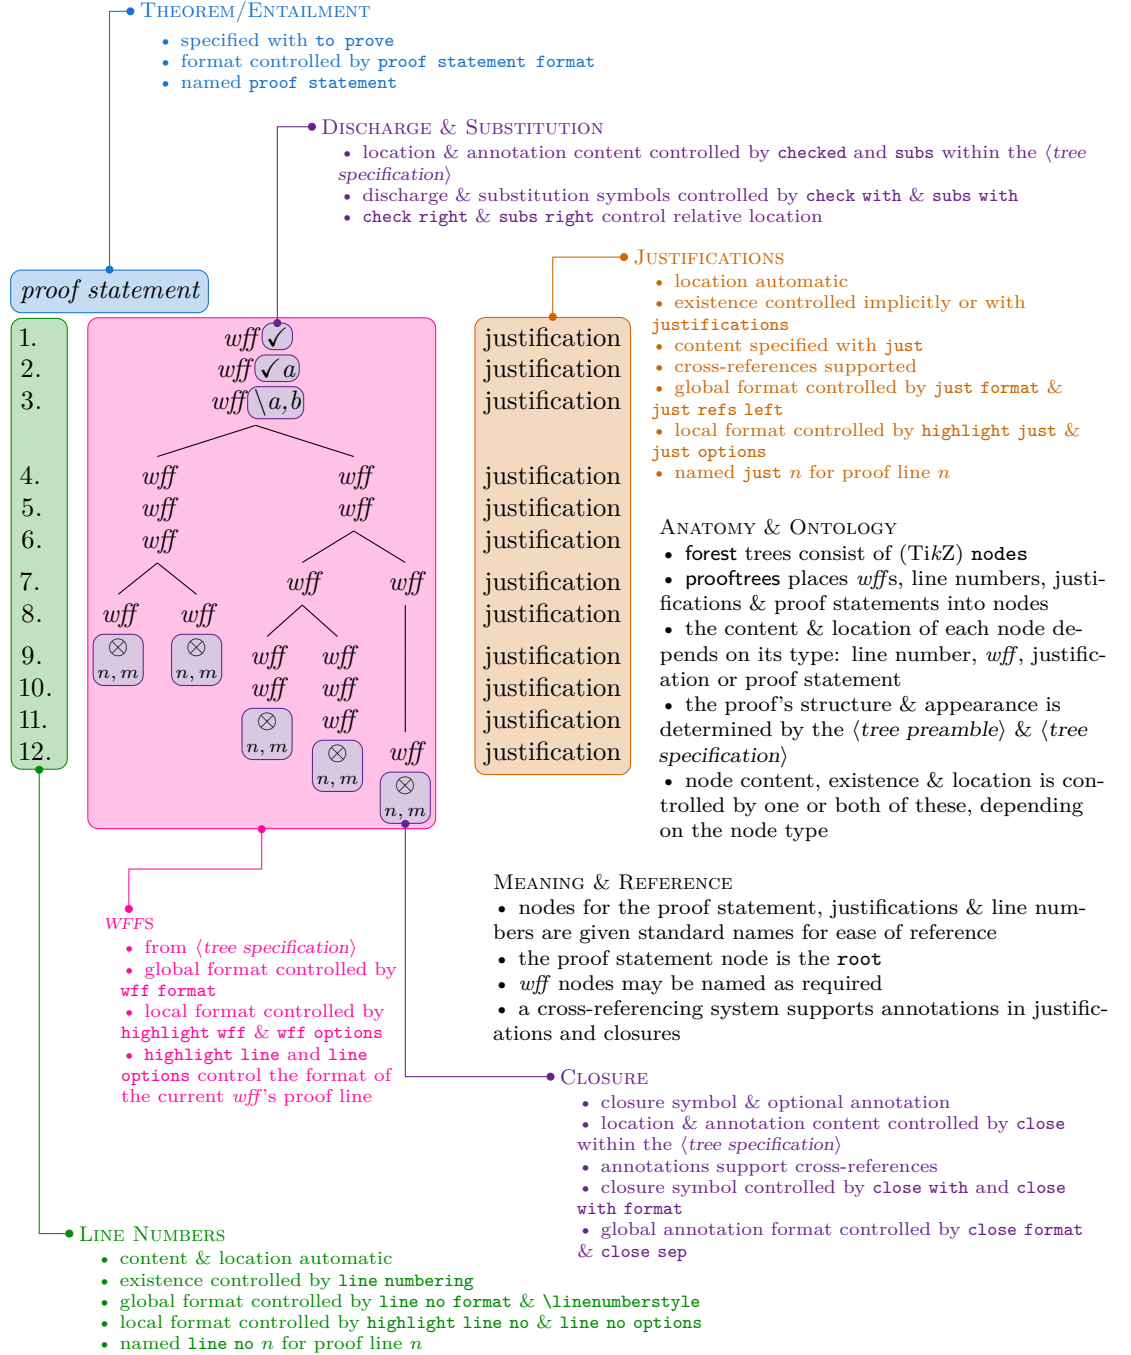 THEOREM/ENTAILMENT
• specified with to prove
• format controlled by proof statement format
• named proof statement
DISCHARGE & SUBSTITUTION
• location & annotation content controlled by checked and subs within the ⟨tree
specification⟩
• discharge & substitution symbols controlled by check with & subs with
• check right & subs right control relative location
JUSTIFICATIONS
• location automatic
• existence controlled implicitly or with
justifications
• content specified with just
• cross-references supported
• global format controlled by just format &
just refs left
• local format controlled by highlight just &
just options
• named just n for proof line n
proof statement
1. wff ✓ justification
2. wff ✓ a justification
3. wff \a,b justification
4. wff wff justification
5. wff wff justification
6. wff justification
7. wff wff justification
8. wff wff justification
⊗ ⊗
n, m n, m
9. wff wff justification
10. wff wff justification
11. wff justification
⊗
n, m
12. wff justification
⊗
n, m
⊗
n, m
ANATOMY & ONTOLOGY
• forest trees consist of (TikZ) nodes
• prooftrees places wffs, line numbers, justi-
fications & proof statements into nodes
• the content & location of each node de-
pends on its type: line number, wff, justific-
ation or proof statement
• the proof's structure & appearance is
determined by the ⟨tree preamble⟩ & ⟨tree
specification⟩
• node content, existence & location is con-
trolled by one or both of these, depending
on the node type
MEANING & REFERENCE
• nodes for the proof statement, justifications & line num-
bers are given standard names for ease of reference
• the proof statement node is the root
• wff nodes may be named as required
• a cross-referencing system supports annotations in justific-
ations and closures
WFFS
• from ⟨tree specification⟩
• global format controlled by
wff format
• local format controlled by
highlight wff & wff options
• highlight line and line
options control the format of
the current wff's proof line
CLOSURE
• closure symbol & optional annotation
• location & annotation content controlled by close
within the ⟨tree specification⟩
• annotations support cross-references
• closure symbol controlled by close with and close
with format
• global annotation format controlled by close format
& close sep
LINE NUMBERS
• content & location automatic
• existence controlled by line numbering
• global format controlled by line no format & \linenumberstyle
• local format controlled by highlight line no & line no options
• named line no n for proof line n